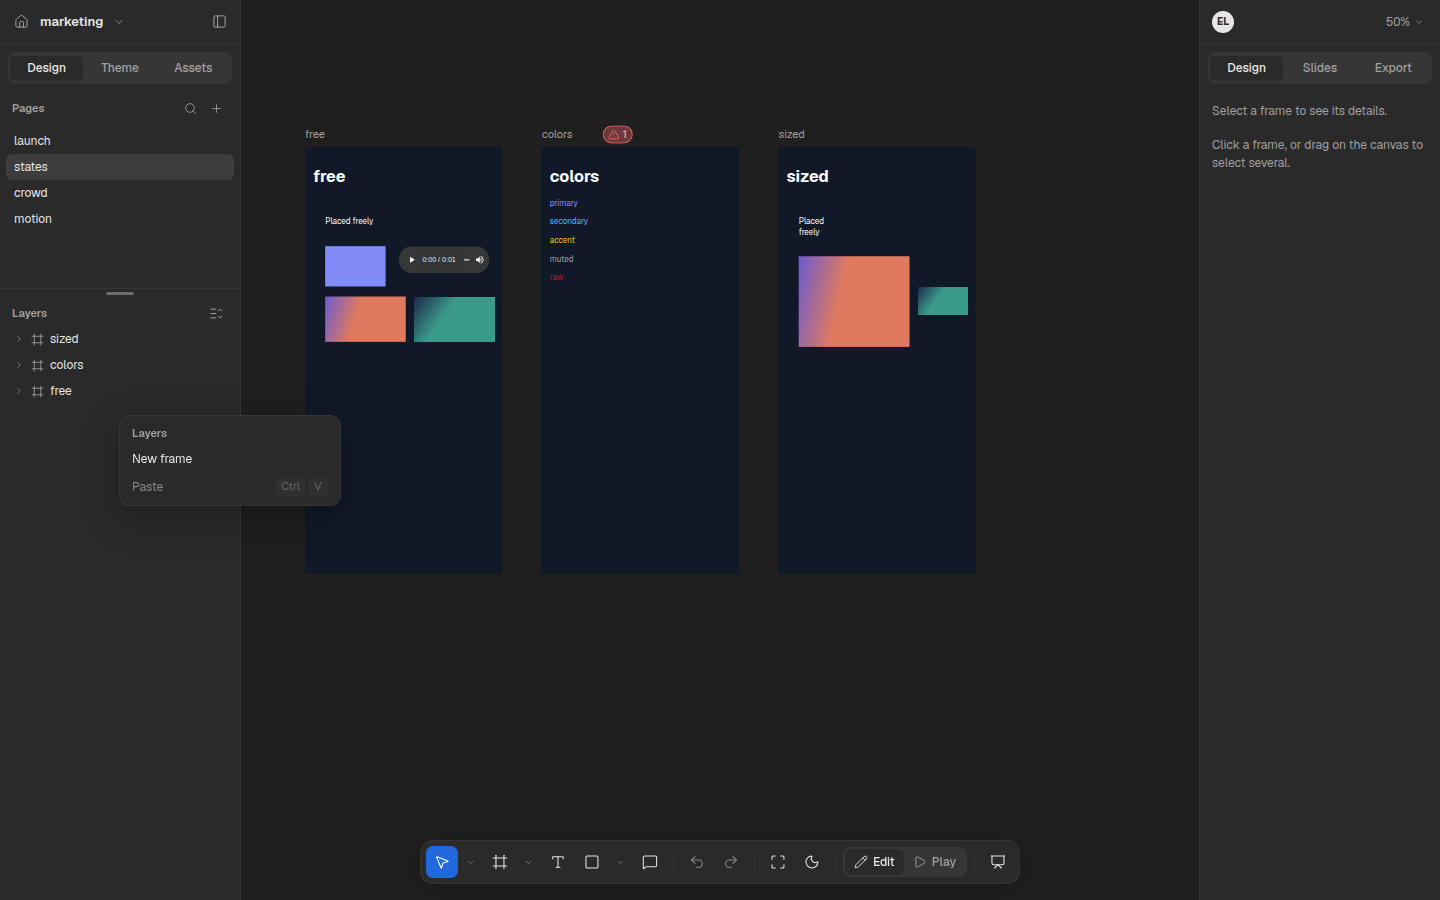 marketing
Design
Theme
Assets
Pages
launch
states
crowd
motion
Layers
sized
colors
free
Layers
New frame
Paste
Ctrl
V
free
free
Placed freely
0:00 / 0:01
colors
1
colors
primary
secondary
accent
muted
raw
sized
sized
Placed
freely
Edit
Play
EL
50%
Design
Slides
Export
Select a frame to see its details.
Click a frame, or drag on the canvas to
select several.